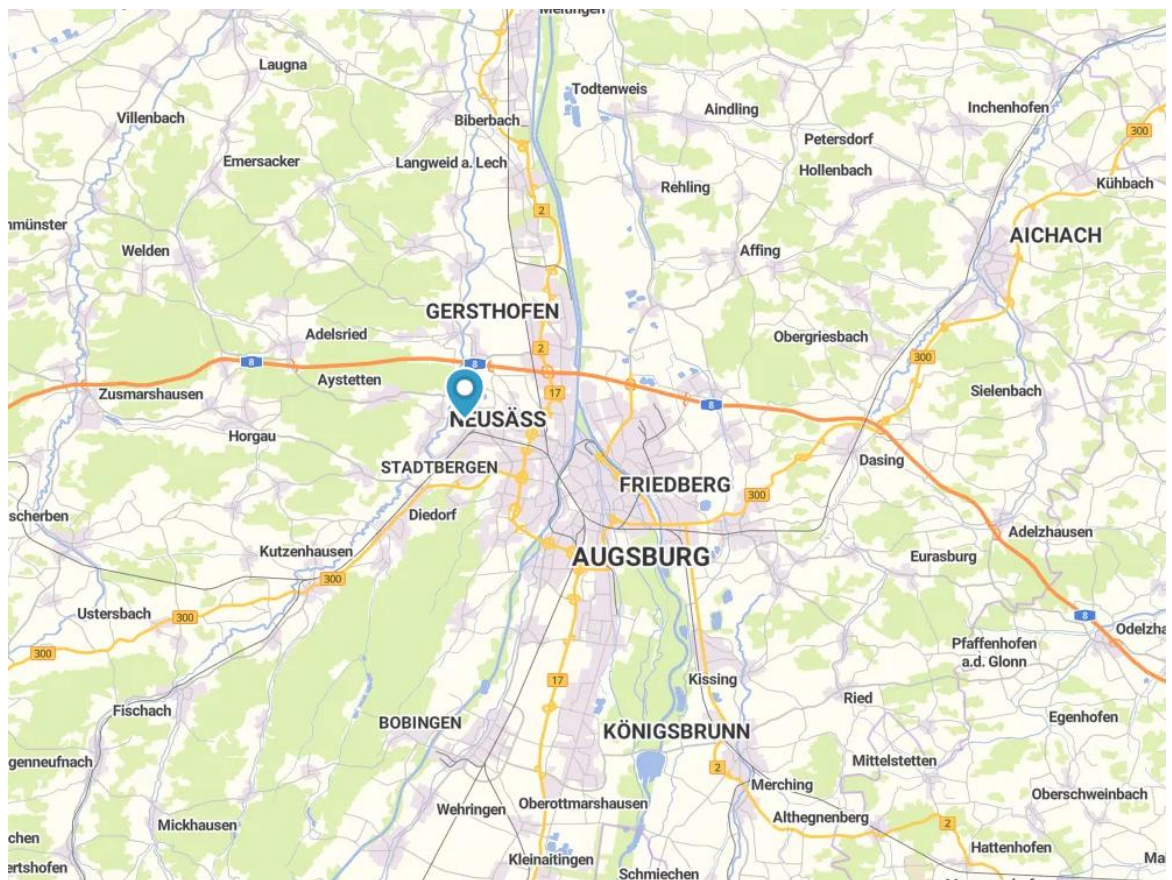 Meitingen
Laugna
Todtenweis
Aindling
Inchenhofen
Villenbach
Biberbach
300
Petersdorf
Emersacker
Langweid a. Lech
Hollenbach
Kühbach
Rehling
2
nmünster
AICHACH
Welden
Affing
GERSTHOFEN
Adelsried
Obergriesbach
2
300
8
8
Aystetten
17
Sielenbach
Zusmarshausen
8
NEUSÄSS
Horgau
Dasing
STADTBERGEN
FRIEDBERG
300
Diedorf
scherben
Adelzhausen
Kutzenhausen
AUGSBURG
Eurasburg
300
Ustersbach
300
8
Odelzha
300
Pfaffenhofen
a.d. Glonn
17
Kissing
Ried
Fischach
Egenhofen
BOBINGEN
KÖNIGSBRUNN
genneufnach
2
Mittelstetten
Merching
Oberschweinbach
Wehringen
Oberottmarshausen
Althegnenberg
2
Mickhausen
chen
Hattenhofen
Kleinaitingen
ertshofen
Schmiechen